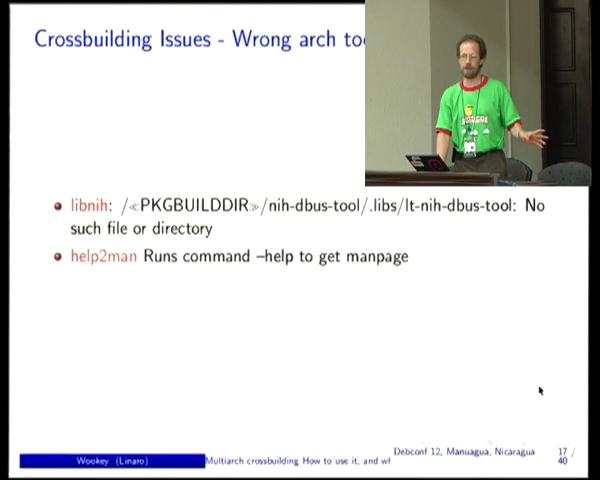 Crossbuilding Issues - Wrong arch
libnih: /≪PKGBUILDDIR≫/nih-dbus-tool/.libs/lt-nih-dbus-tool: No
such file or directory
help2man Runs command –help to get manpage
Wookey (Linaro)
Multiarch crossbuilding How to use it, and
Debconf 12, Manuagua, Nicaragua
17 /
40